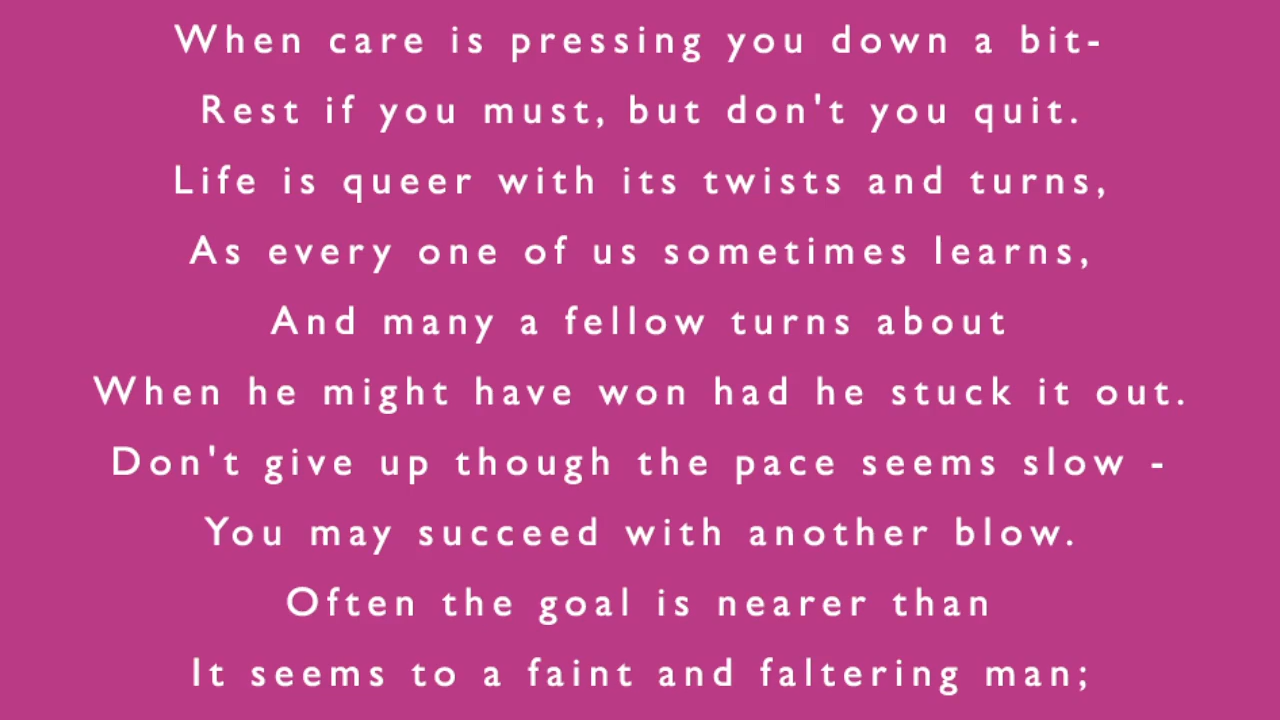 When care is pressing you down a bit-
Rest if you must, but don't you quit.
Life is queer with its twists and turns,
As every one of us sometimes learns,
And many a fellow turns about
When he might have won had he stuck it out.
Don't give up though the pace seems slow -
You may succeed with another blow.
Often the goal is nearer than
It seems to a faint and faltering man;